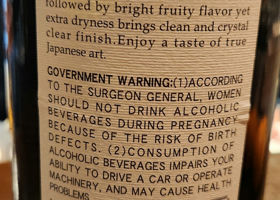 followed by bright fruity flavor yet
extra dryness brings clean and crystal
clear finish.Enjoy a taste of true
Japanese art.
GOVERNMENT WARNING:(1)ACCORDING
TO THE SURGEON GENERAL, WOMEN
SHOULD NOT DRINK ALCOHOLIC
BEVERAGES DURING PREGNANCY
BECAUSE OF THE RISK OF BIRTH
DEFECTS. (2)CONSUMPTION OF
ALCOHOLIC BEVERAGES IMPAIRS YOUR
ABILITY TO DRIVE A CAR OR OPERATE
MACHINERY, AND MAY CAUSE HEALTH
PROBLEMS